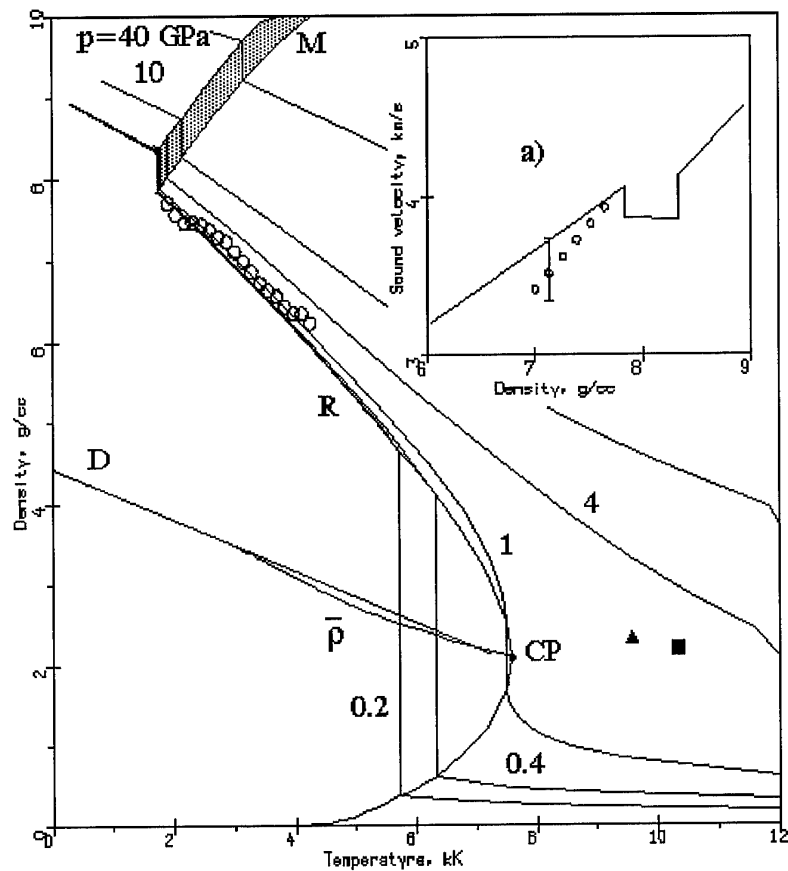 10
p=40 GPa
M
10
5
a)
Sound velocity, km/s
4
8
3
6
7
8
9
Density, g/cc
6
R
D
Density, g/cc
4
4
1
ρ̅
CP
2
0.2
0.4
0
0
2
4
6
8
10
12
Temperatyre, kK